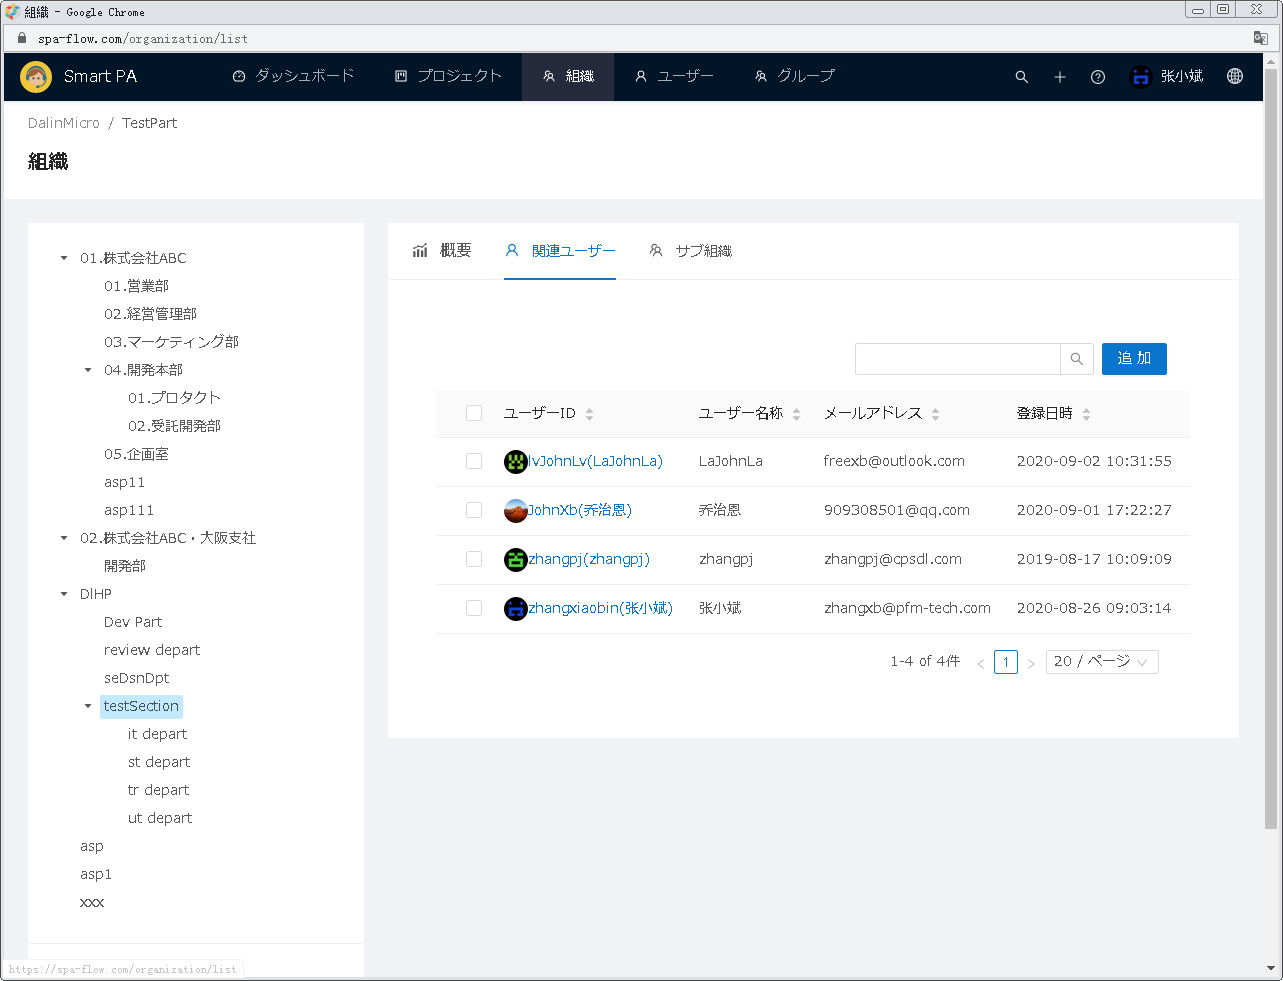 組織 - Google Chrome
spa-flow.com/organization/list
Smart PA ダッシュボード プロジェクト 組織 ユーザー グループ 张小斌
DalinMicro / TestPart
組織
01.株式会社ABC
01.営業部
02.経営管理部
03.マーケティング部
04.開発本部
01.プロタクト
02.受託開発部
05.企画室
asp11
asp111
02.株式会社ABC・大阪支社
開発部
DlHP
Dev Part
review depart
seDsnDpt
testSection
it depart
st depart
tr depart
ut depart
asp
asp1
xxx
概要 関連ユーザー サブ組織
追 加
ユーザーID ユーザー名称 メールアドレス 登録日時
lvJohnLv(LaJohnLa) LaJohnLa freexb@outlook.com 2020-09-02 10:31:55
JohnXb(乔治恩) 乔治恩 909308501@qq.com 2020-09-01 17:22:27
zhangpj(zhangpj) zhangpj zhangpj@cpsdl.com 2019-08-17 10:09:09
zhangxiaobin(张小斌) 张小斌 zhangxb@pfm-tech.com 2020-08-26 09:03:14
1-4 of 4件 < 1 > 20 / ページ
https://spa-flow.com/organization/list